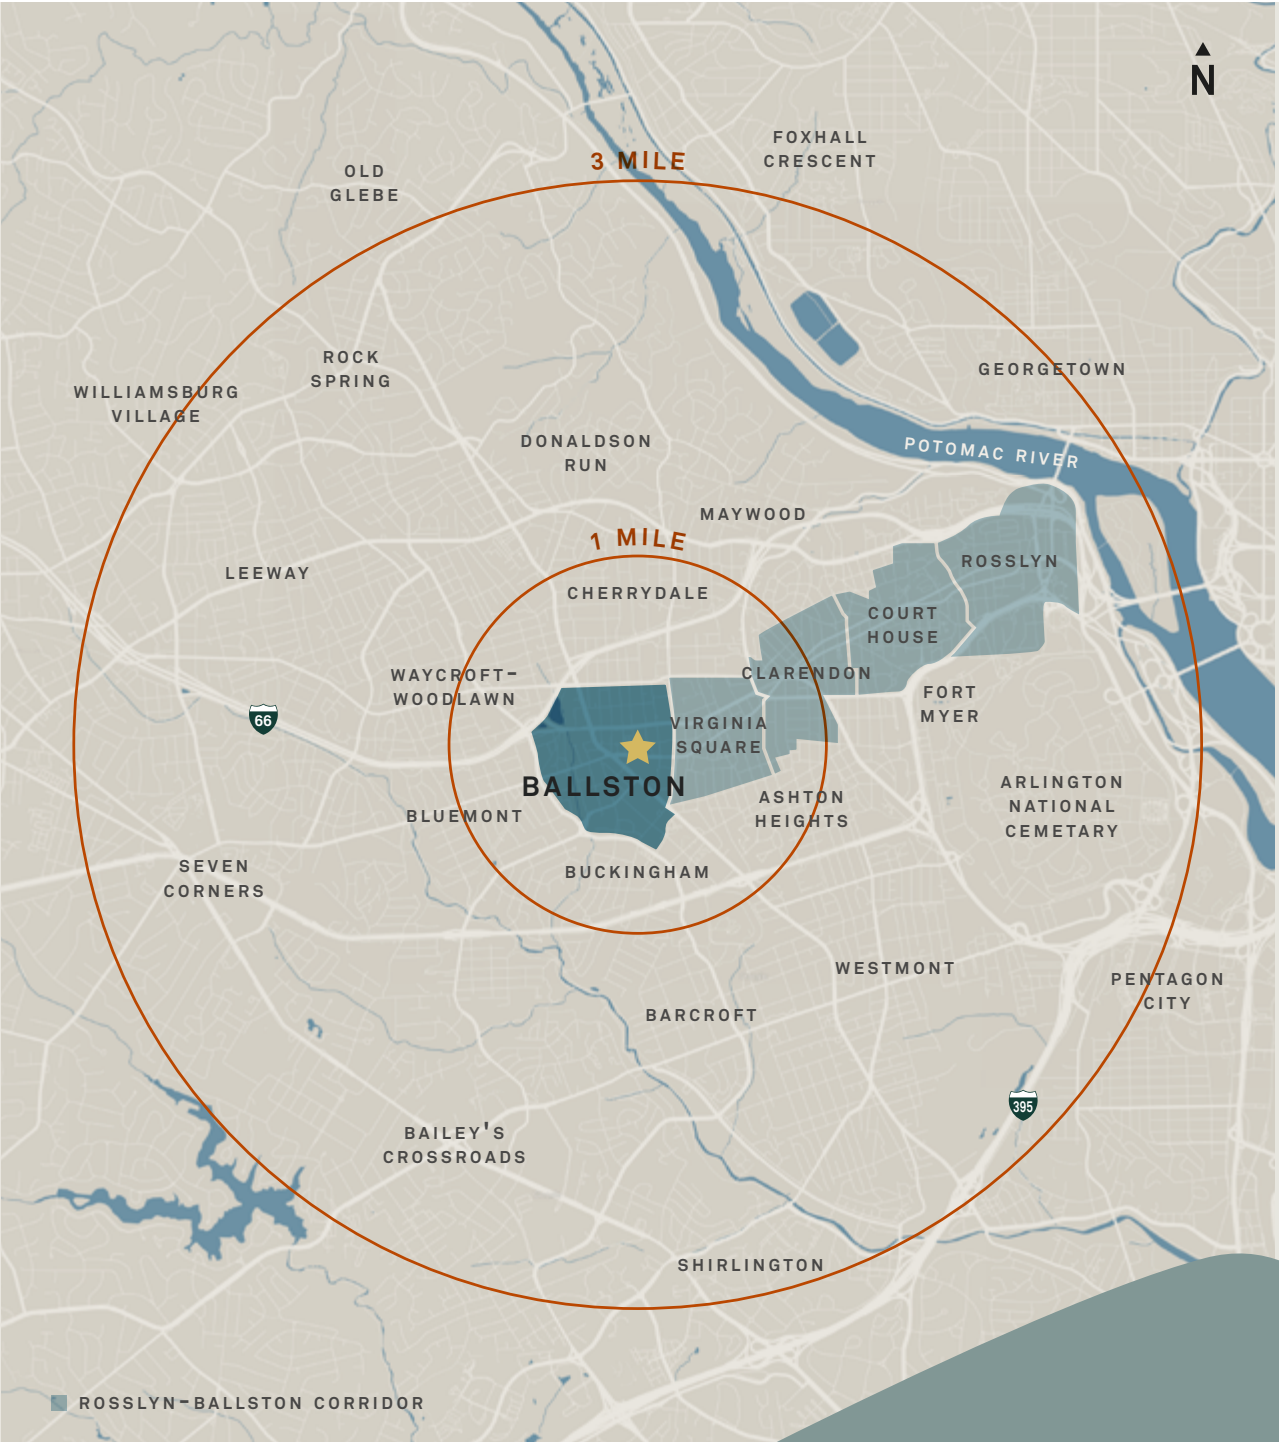 N
FOXHALL
CRESCENT
3 MILE
OLD
GLEBE
ROCK
SPRING
GEORGETOWN
WILLIAMSBURG
VILLAGE
DONALDSON
RUN
POTOMAC RIVER
MAYWOOD
1 MILE
ROSSLYN
LEEWAY
CHERRYDALE
COURT
HOUSE
WAYCROFT-
WOODLAWN
CLARENDON
FORT
MYER
66
VIRGINIA
SQUARE
BALLSTON
ARLINGTON
NATIONAL
CEMETARY
ASHTON
HEIGHTS
BLUEMONT
SEVEN
CORNERS
BUCKINGHAM
WESTMONT
PENTAGON
CITY
BARCROFT
395
BAILEY'S
CROSSROADS
SHIRLINGTON
ROSSLYN-BALLSTON CORRIDOR